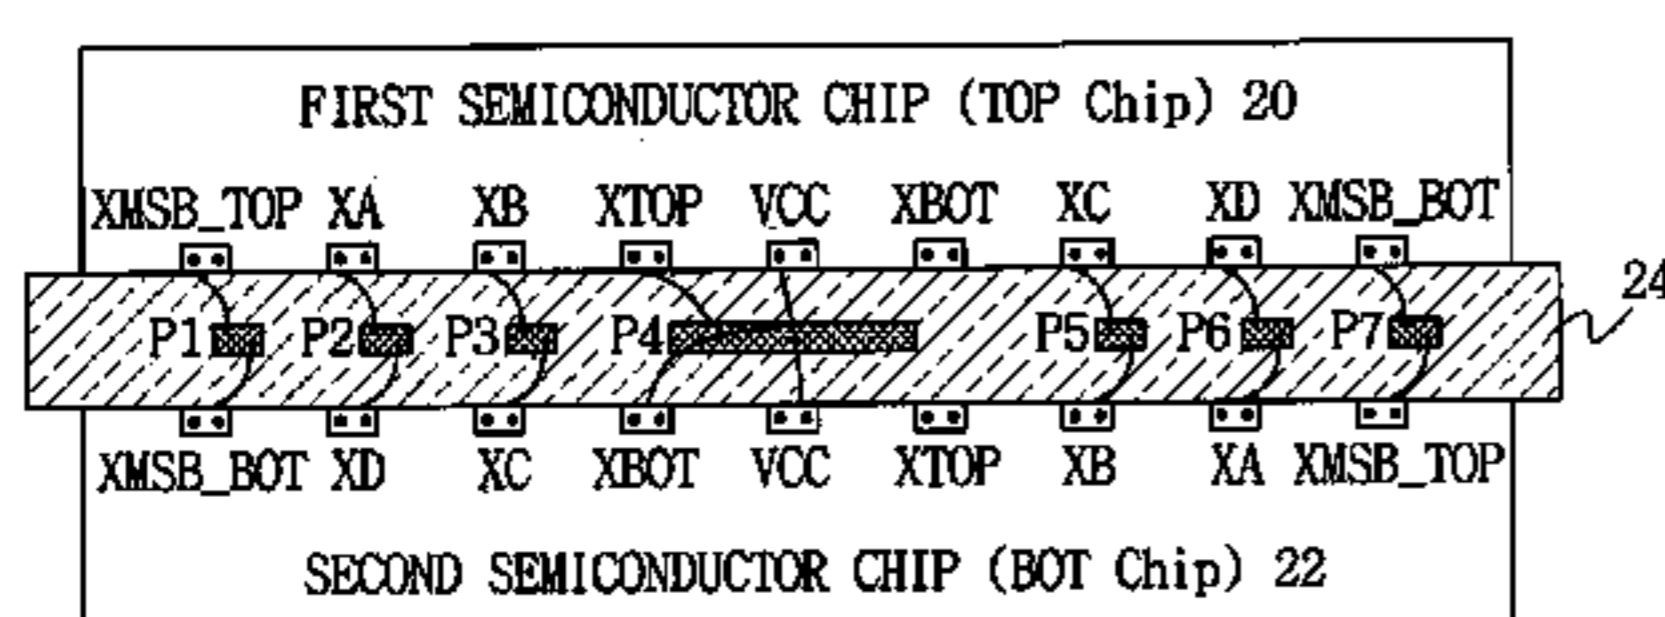 FIRST SEMICONDUCTOR CHIP (TOP Chip) 20
XMSB_TOP XA XB XTOP VCC XBOT XC XD XMSB_BOT
24
P1 P2 P3 P4 P5 P6 P7
XMSB_BOT XD XC XBOT VCC XTOP XB XA XMSB_TOP
SECOND SEMICONDUCTOR CHIP (BOT Chip) 22